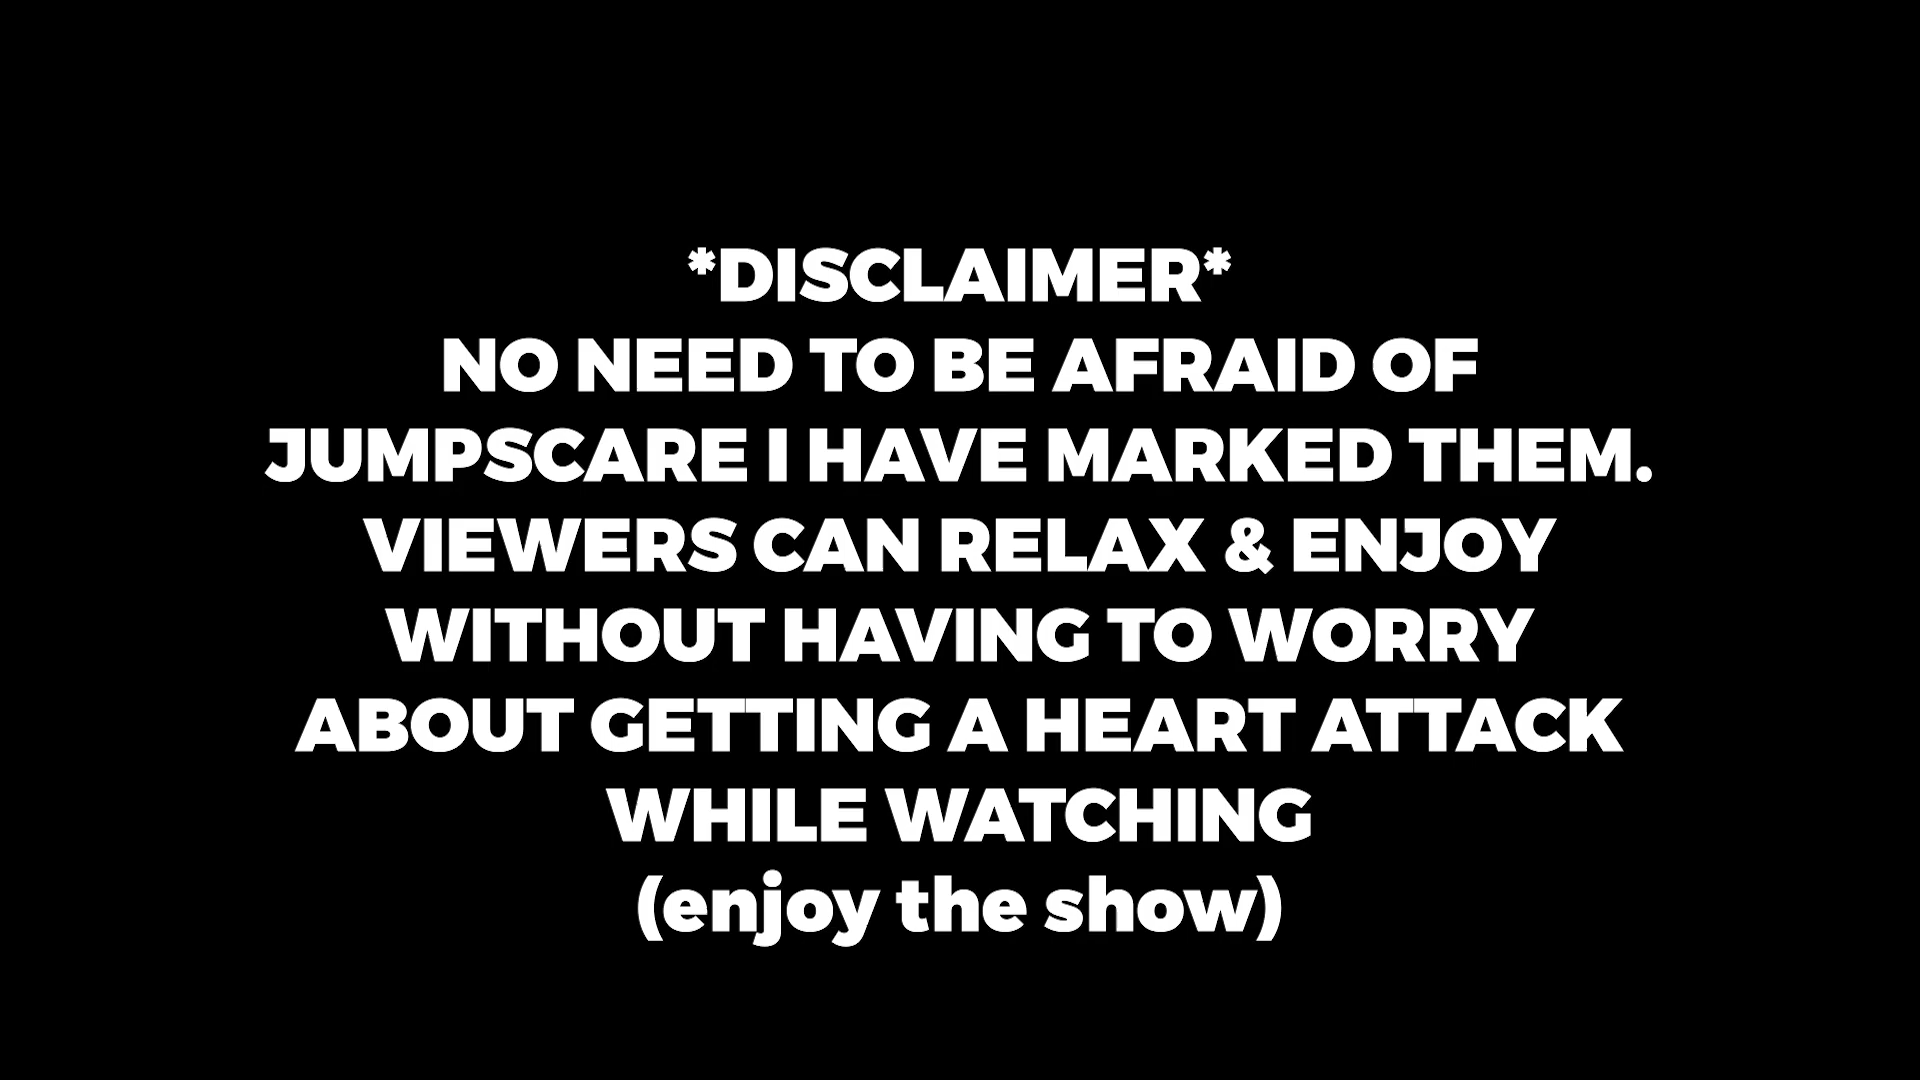 *DISCLAIMER*
NO NEED TO BE AFRAID OF
JUMPSCARE I HAVE MARKED THEM.
VIEWERS CAN RELAX & ENJOY
WITHOUT HAVING TO WORRY
ABOUT GETTING A HEART ATTACK
WHILE WATCHING
(enjoy the show)